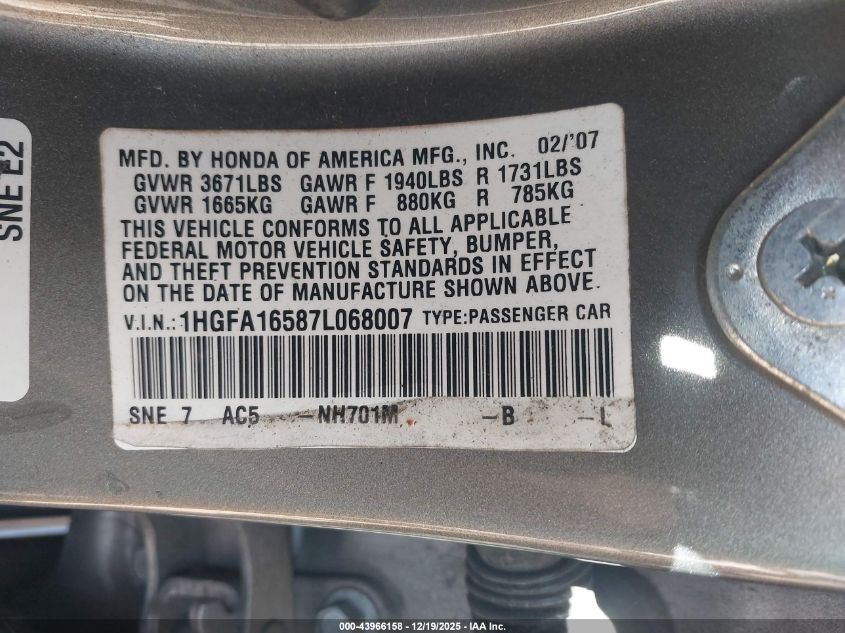 SNE E2
MFD. BY HONDA OF AMERICA MFG., INC. 02/'07
GVWR 3671LBS GAWR F 1940LBS R 1731LBS
GVWR 1665KG GAWR F 880KG R 785KG
THIS VEHICLE CONFORMS TO ALL APPLICABLE
FEDERAL MOTOR VEHICLE SAFETY, BUMPER,
AND THEFT PREVENTION STANDARDS IN EFFECT
ON THE DATE OF MANUFACTURE SHOWN ABOVE.
V.I.N.:1HGFA16587L068007 TYPE:PASSENGER CAR
SNE 7 AC5 -NH701M -B -L
000-43966158 - 12/19/2025 - IAA Inc.